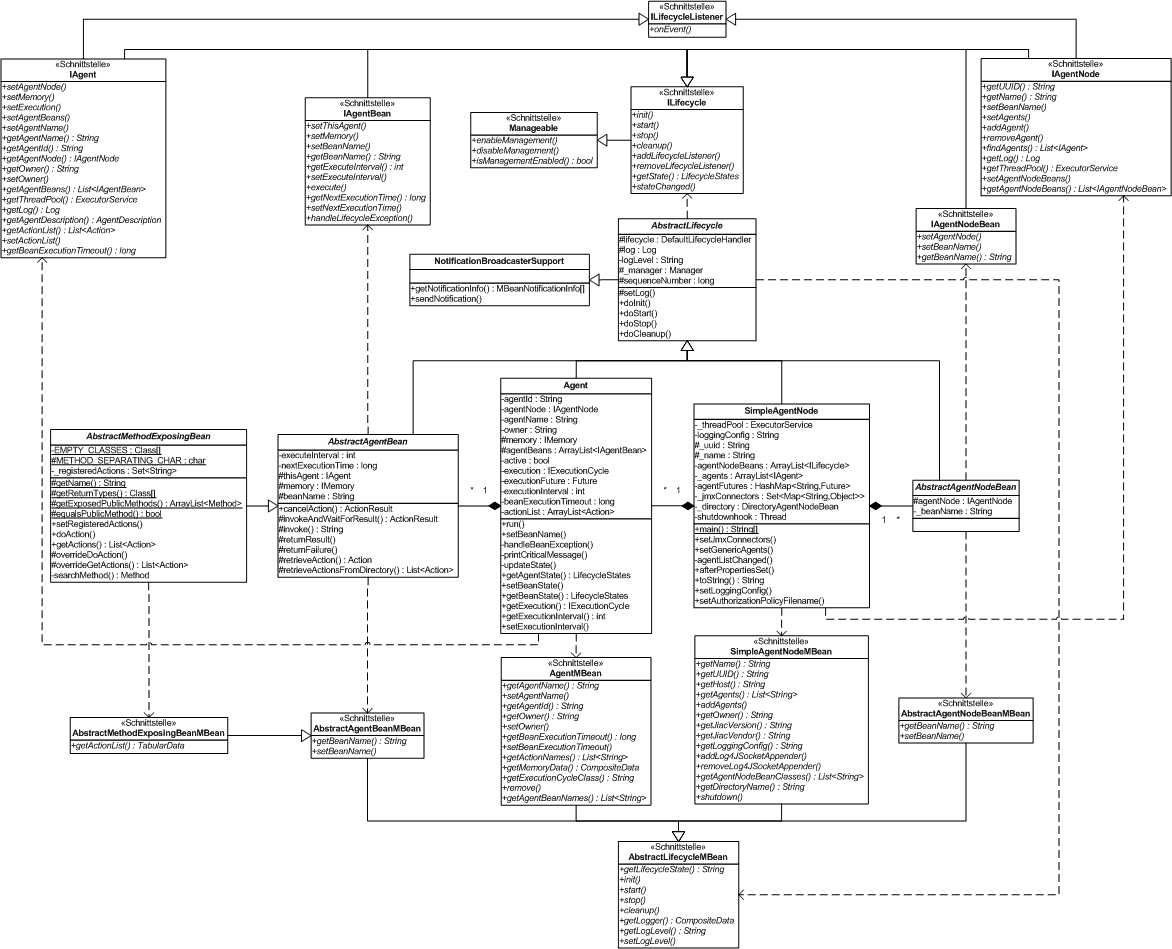 «Schnittstelle»
ILifecycleListener
+onEvent()
«Schnittstelle»
IAgent
+setAgentNode()
+setMemory()
+setExecution()
+setAgentBeans()
+setAgentName()
+getAgentName() : String
+getAgentId() : String
+getAgentNode() : IAgentNode
+getOwner() : String
+setOwner()
+getAgentBeans() : List<IAgentBean>
+getThreadPool() : ExecutorService
+getLog() : Log
+getAgentDescription() : AgentDescription
+getActionList() : List<Action>
+setActionList()
+getBeanExecutionTimeout() : long
«Schnittstelle»
IAgentBean
+setThisAgent()
+setMemory()
+setBeanName()
+getBeanName() : String
+getExecuteInterval() : int
+setExecuteInterval()
+execute()
+getNextExecutionTime() : long
+setNextExecutionTime()
+handleLifecycleException()
«Schnittstelle»
Manageable
+enableManagement()
+disableManagement()
+isManagementEnabled() : bool
«Schnittstelle»
ILifecycle
+init()
+start()
+stop()
+cleanup()
+addLifecycleListener()
+removeLifecycleListener()
+getState() : LifecycleStates
+stateChanged()
«Schnittstelle»
IAgentNode
+getUUID() : String
+getName() : String
+setBeanName()
+setAgents()
+addAgent()
+removeAgent()
+findAgents() : List<IAgent>
+getLog() : Log
+getThreadPool() : ExecutorService
+setAgentNodeBeans()
+getAgentNodeBeans() : List<IAgentNodeBean>
«Schnittstelle»
IAgentNodeBean
+setAgentNode()
+setBeanName()
+getBeanName() : String
AbstractLifecycle
#lifecycle : DefaultLifecycleHandler
#log : Log
-logLevel : String
#_manager : Manager
#sequenceNumber : long
#setLog()
+doInit()
+doStart()
+doStop()
+doCleanup()
NotificationBroadcasterSupport
+getNotificationInfo() : MBeanNotificationInfo[]
+sendNotification()
AbstractMethodExposingBean
-EMPTY_CLASSES : Class[]
#METHOD_SEPARATING_CHAR : char
-_registeredActions : Set<String>
#getName() : String
#getReturnTypes() : Class[]
#getExposedPublicMethods() : ArrayList<Method>
#equalsPublicMethod() : bool
+setRegisteredActions()
+doAction()
+getActions() : List<Action>
#overrideDoAction()
#overrideGetActions() : List<Action>
-searchMethod() : Method
AbstractAgentBean
-executeInterval : int
-nextExecutionTime : long
#thisAgent : IAgent
#memory : IMemory
#beanName : String
+cancelAction() : ActionResult
#invokeAndWaitForResult() : ActionResult
#invoke() : String
#returnResult()
#returnFailure()
#retrieveAction() : Action
#retrieveActionsFromDirectory() : List<Action>
* 1
Agent
-agentId : String
-agentNode : IAgentNode
-agentName : String
-owner : String
#memory : IMemory
#agentBeans : ArrayList<IAgentBean>
-active : bool
-execution : IExecutionCycle
-executionFuture : Future
-executionInterval : int
-beanExecutionTimeout : long
-actionList : ArrayList<Action>
+run()
+setBeanName()
-handleBeanException()
-printCriticalMessage()
-updateState()
+getAgentState() : LifecycleStates
+setBeanState()
+getBeanState() : LifecycleStates
+getExecution() : IExecutionCycle
+getExecutionInterval() : int
+setExecutionInterval()
* 1
SimpleAgentNode
-_threadPool : ExecutorService
-loggingConfig : String
#_uuid : String
#_name : String
-agentNodeBeans : ArrayList<ILifecycle>
-_agents : ArrayList<IAgent>
-agentFutures : HashMap<String,Future>
-_jmxConnectors : Set<Map<String,Object>>
-_directory : DirectoryAgentNodeBean
-shutdownhook : Thread
+main() : String[]
+setJmxConnectors()
+setGenericAgents()
-agentListChanged()
+afterPropertiesSet()
+toString() : String
+setLoggingConfig()
+setAuthorizationPolicyFilename()
1 *
AbstractAgentNodeBean
#agentNode : IAgentNode
-_beanName : String
«Schnittstelle»
AbstractMethodExposingBeanMBean
+getActionList() : TabularData
«Schnittstelle»
AbstractAgentBeanMBean
+getBeanName() : String
+setBeanName()
«Schnittstelle»
AgentMBean
+getAgentName() : String
+setAgentName()
+getAgentId() : String
+getOwner() : String
+setOwner()
+getBeanExecutionTimeout() : long
+setBeanExecutionTimeout()
+getActionNames() : List<String>
+getMemoryData() : CompositeData
+getExecutionCycleClass() : String
+remove()
+getAgentBeanNames() : List<String>
«Schnittstelle»
SimpleAgentNodeMBean
+getName() : String
+getUUID() : String
+getHost() : String
+getAgents() : List<String>
+addAgents()
+getOwner() : String
+getJiacVersion() : String
+getJiacVendor() : String
+getLoggingConfig() : String
+addLog4JSocketAppender()
+removeLog4JSocketAppender()
+getAgentNodeBeanClasses() : List<String>
+getDirectoryName() : String
+shutdown()
«Schnittstelle»
AbstractAgentNodeBeanMBean
+getBeanName() : String
+setBeanName()
«Schnittstelle»
AbstractLifecycleMBean
+getLifecycleState() : String
+init()
+start()
+stop()
+cleanup()
+getLogger() : CompositeData
+getLogLevel() : String
+setLogLevel()